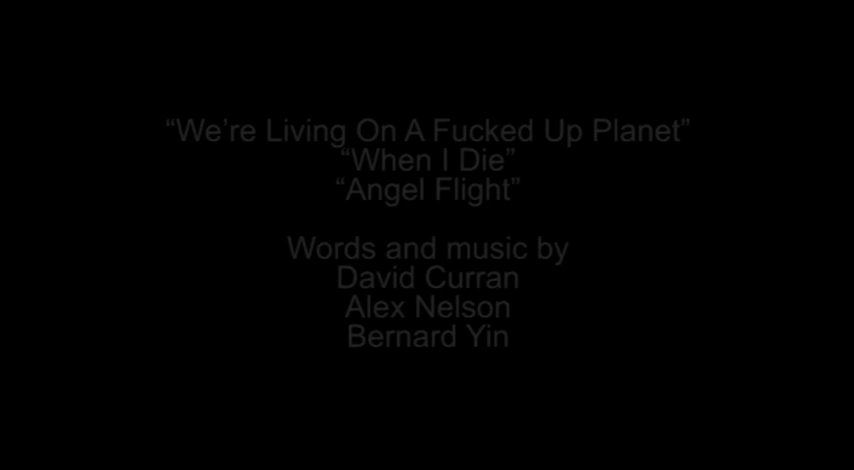 “We’re Living On A Fucked Up Planet”
“When I Die”
“Angel Flight”
Words and music by
David Curran
Alex Nelson
Bernard Yin